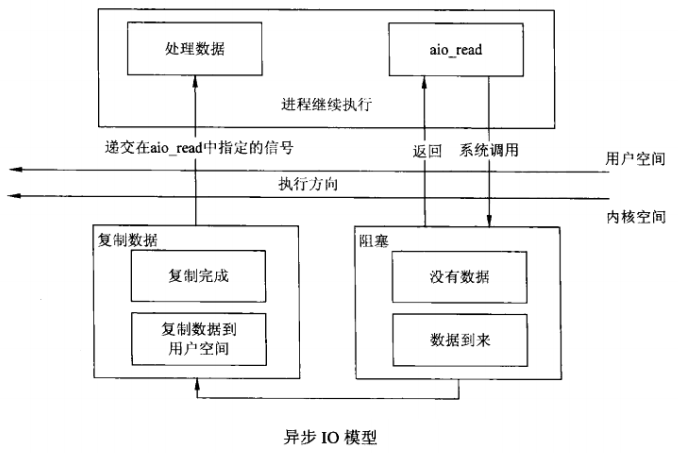 处理数据
aio_read
进程继续执行
递交在aio_read中指定的信号
返回
系统调用
用户空间
执行方向
内核空间
复制数据
阻塞
复制完成
没有数据
复制数据到
用户空间
数据到来
异步 IO 模型